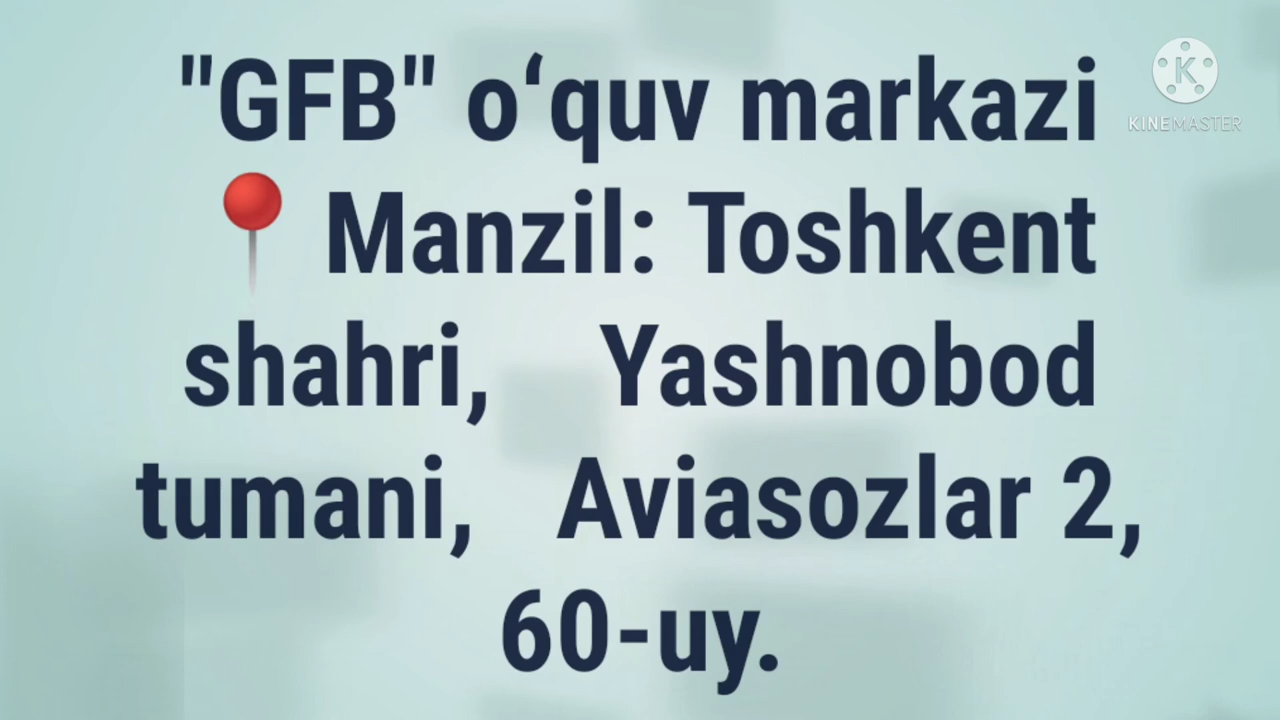 "GFB" o‘quv markazi
📍 Manzil: Toshkent
shahri, Yashnobod
tumani, Aviasozlar 2,
60-uy.
KINEMASTER